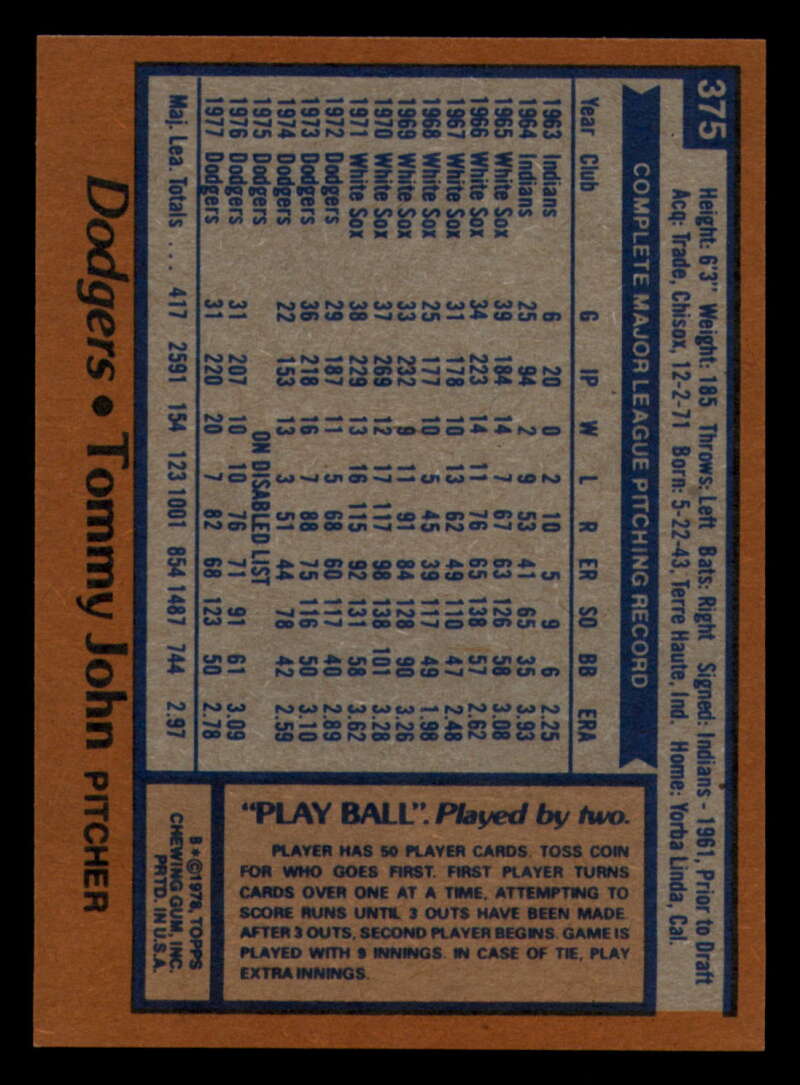 375
Height: 6'3" Weight: 185 Throws: Left Bats: Right Signed: Indians - 1961, Prior to Draft
Acq: Trade, Chisox, 12-2-71 Born: 5-22-43, Terre Haute, Ind. Home: Yorba Linda, Cal.
COMPLETE MAJOR LEAGUE PITCHING RECORD
Year Club G IP W L R ER SO BB ERA
1963 Indians 6 20 0 2 10 5 9 6 2.25
1964 Indians 25 94 2 9 53 41 65 35 3.93
1965 White Sox 39 184 14 7 67 63 126 58 3.08
1966 White Sox 34 223 14 11 76 65 138 57 2.62
1967 White Sox 31 178 10 13 62 49 110 47 2.48
1968 White Sox 25 177 10 5 45 39 117 49 1.98
1969 White Sox 33 232 9 11 91 84 128 90 3.26
1970 White Sox 37 269 12 17 117 98 138 101 3.28
1971 White Sox 38 229 13 16 115 92 131 58 3.62
1972 Dodgers 29 187 11 5 68 60 117 40 2.89
1973 Dodgers 36 218 16 7 88 75 116 50 3.10
1974 Dodgers 22 153 13 3 51 44 78 42 2.59
1975 Dodgers ON DISABLED LIST
1976 Dodgers 31 207 10 10 76 71 91 61 3.09
1977 Dodgers 31 220 20 7 82 68 123 50 2.78
Maj. Lea. Totals ... 417 2591 154 123 1001 854 1487 744 2.97
Dodgers • Tommy John PITCHER
"PLAY BALL". Played by two.
PLAYER HAS 50 PLAYER CARDS. TOSS COIN
FOR WHO GOES FIRST. FIRST PLAYER TURNS
CARDS OVER ONE AT A TIME, ATTEMPTING TO
SCORE RUNS UNTIL 3 OUTS HAVE BEEN MADE.
AFTER 3 OUTS, SECOND PLAYER BEGINS. GAME IS
PLAYED WITH 9 INNINGS. IN CASE OF TIE, PLAY
EXTRA INNINGS.
B*©1978, TOPPS
CHEWING GUM, INC.
PRTD. IN U.S.A.